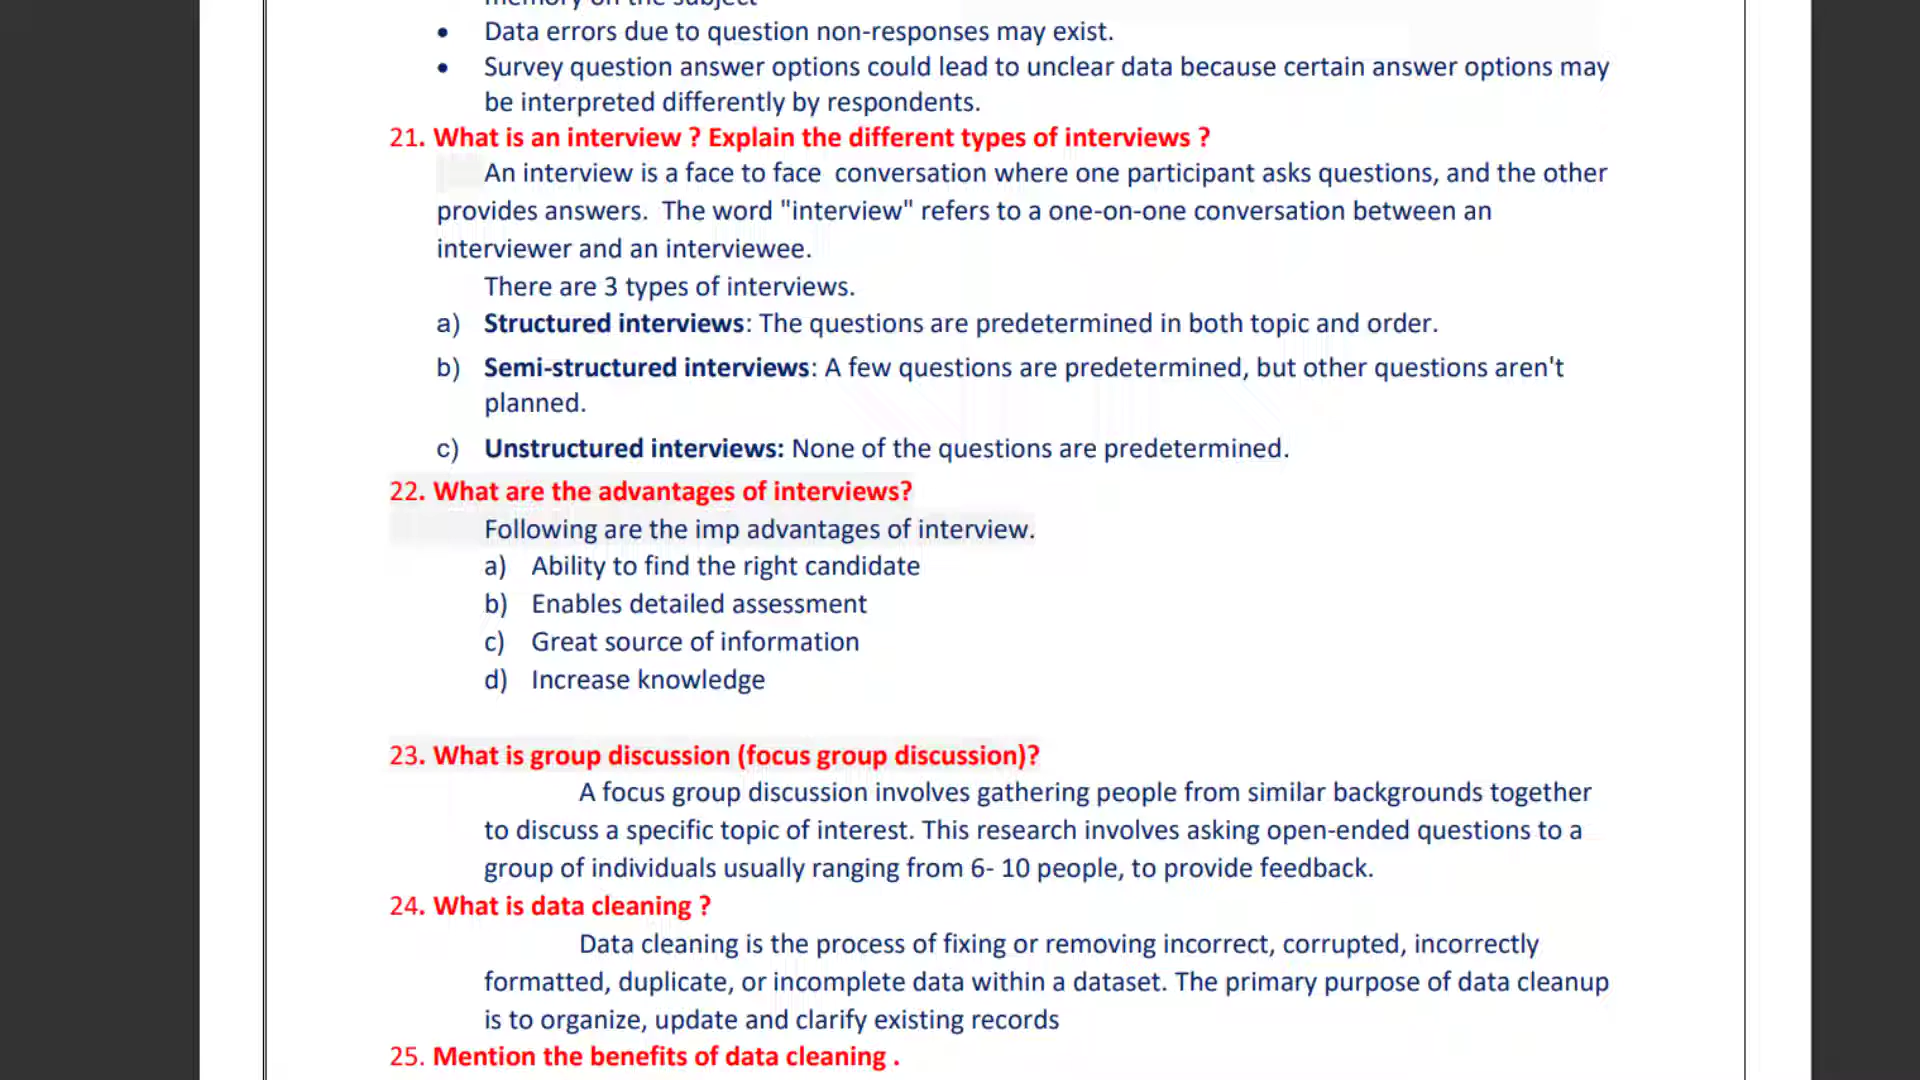 • Data errors due to question non-responses may exist.
• Survey question answer options could lead to unclear data because certain answer options may
be interpreted differently by respondents.
21. What is an interview ? Explain the different types of interviews ?
An interview is a face to face conversation where one participant asks questions, and the other
provides answers. The word "interview" refers to a one-on-one conversation between an
interviewer and an interviewee.
There are 3 types of interviews.
a) Structured interviews: The questions are predetermined in both topic and order.
b) Semi-structured interviews: A few questions are predetermined, but other questions aren't
planned.
c) Unstructured interviews: None of the questions are predetermined.
22. What are the advantages of interviews?
Following are the imp advantages of interview.
a) Ability to find the right candidate
b) Enables detailed assessment
c) Great source of information
d) Increase knowledge
23. What is group discussion (focus group discussion)?
A focus group discussion involves gathering people from similar backgrounds together
to discuss a specific topic of interest. This research involves asking open-ended questions to a
group of individuals usually ranging from 6- 10 people, to provide feedback.
24. What is data cleaning ?
Data cleaning is the process of fixing or removing incorrect, corrupted, incorrectly
formatted, duplicate, or incomplete data within a dataset. The primary purpose of data cleanup
is to organize, update and clarify existing records
25. Mention the benefits of data cleaning .